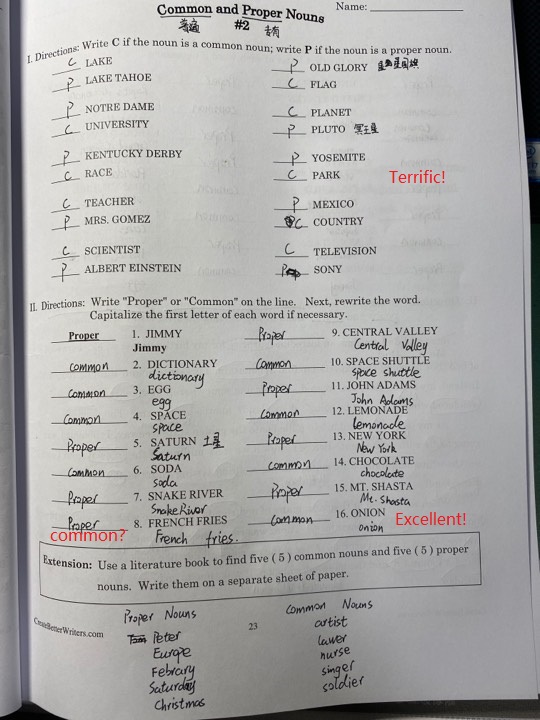 Common and Proper Nouns
Name:
普通 #2 专有
I. Directions: Write C if the noun is a common noun; write P if the noun is a proper noun.
C LAKE
P LAKE TAHOE
P NOTRE DAME
C UNIVERSITY
P KENTUCKY DERBY
C RACE
C TEACHER
P MRS. GOMEZ
C SCIENTIST
P ALBERT EINSTEIN
P OLD GLORY
C FLAG
C PLANET
P PLUTO 冥王星
P YOSEMITE
C PARK
Terrific!
P MEXICO
C COUNTRY
C TELEVISION
P SONY
II. Directions: Write "Proper" or "Common" on the line. Next, rewrite the word.
Capitalize the first letter of each word if necessary.
Proper 1. JIMMY
Jimmy
common 2. DICTIONARY
dictionary
common 3. EGG
egg
common 4. SPACE
space
Proper 5. SATURN 土星
Saturn
common 6. SODA
soda
Proper 7. SNAKE RIVER
Snake River
Proper 8. FRENCH FRIES
common? French fries.
Proper 9. CENTRAL VALLEY
Central Valley
Common 10. SPACE SHUTTLE
space shuttle
Proper 11. JOHN ADAMS
John Adams
Common 12. LEMONADE
lemonade
Proper 13. NEW YORK
New York
common 14. CHOCOLATE
chocolate
Proper 15. MT. SHASTA
Mt. Shasta
Common 16. ONION
onion
Excellent!
Extension: Use a literature book to find five ( 5 ) common nouns and five ( 5 ) proper
nouns. Write them on a separate sheet of paper.
CreateBetterWriters.com
23
Proper Nouns
Peter
Europe
Febrary
Saturday
Christmas
Common Nouns
artist
lawer
nurse
singer
soldier